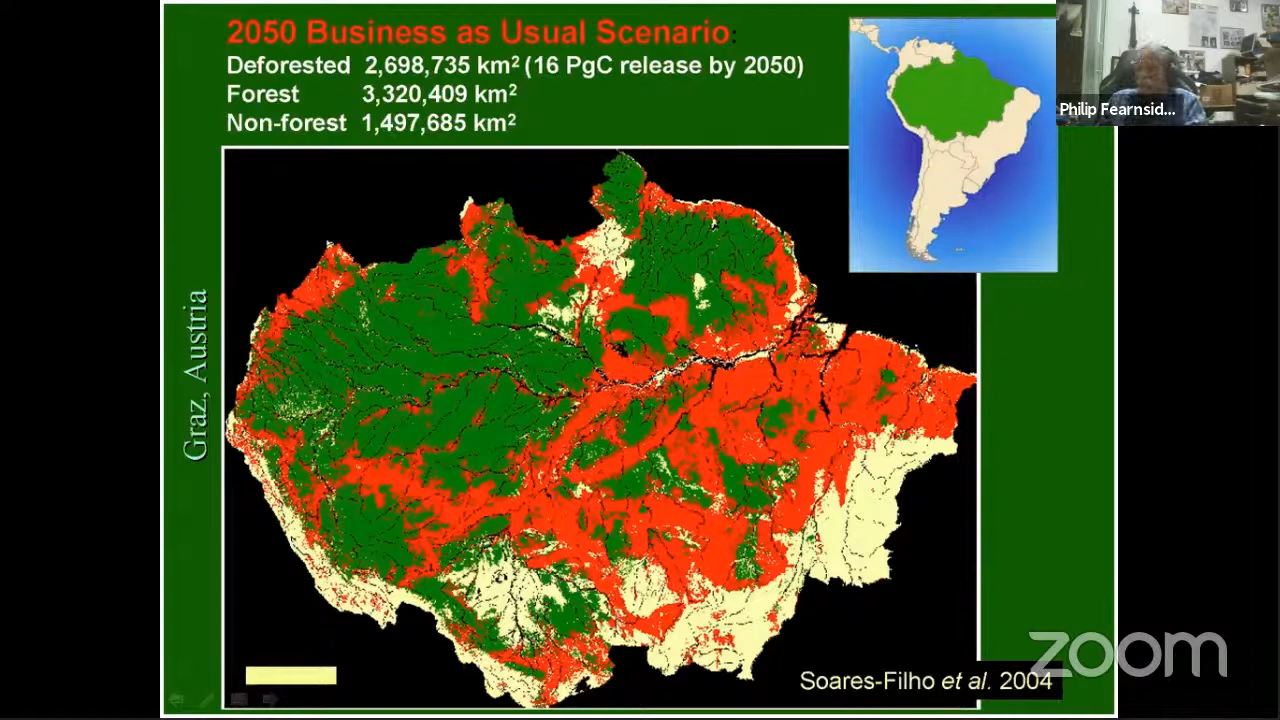 2050 Business as Usual Scenario:
Deforested 2,698,735 km² (16 PgC release by 2050)
Forest 3,320,409 km²
Non-forest 1,497,685 km²
Philip Fearnsid...
Graz, Austria
Soares-Filho et al. 2004
zoom